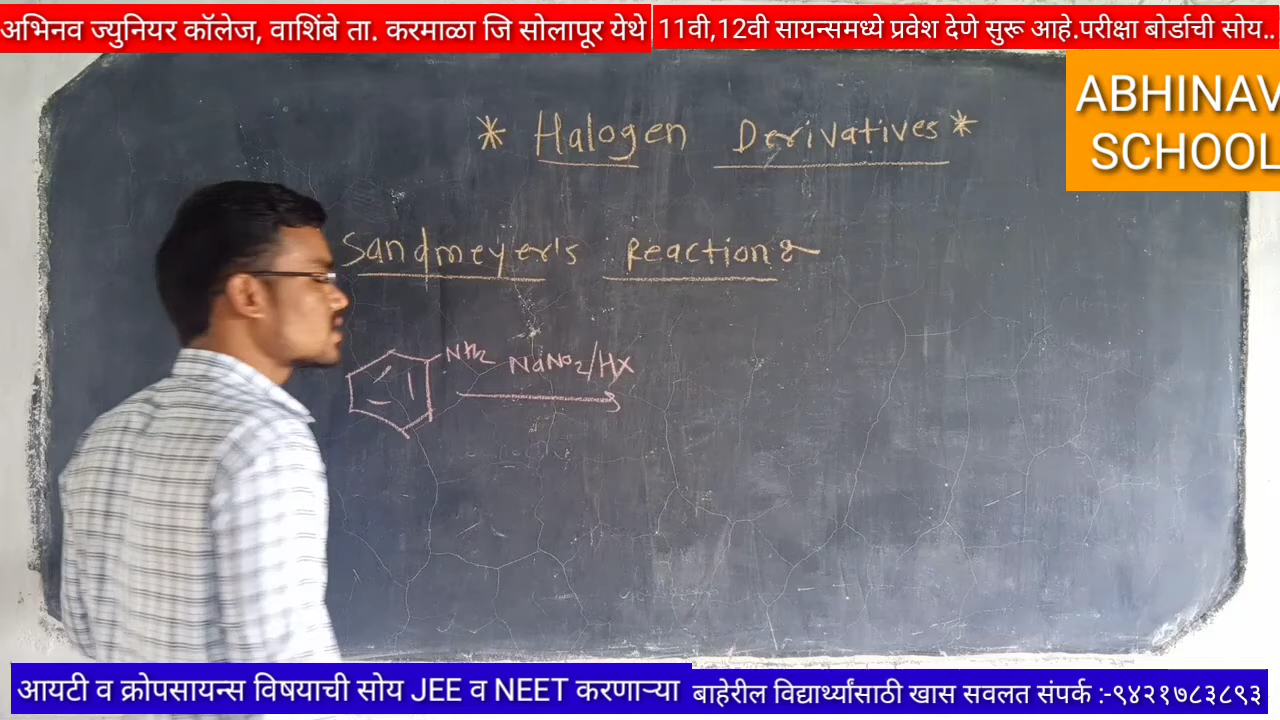 अभिनव ज्युनियर कॉलेज, वाशिंबे ता. करमाळा जि सोलापूर येथे 11वी,12वी सायन्समध्ये प्रवेश देणे सुरू आहे.परीक्षा बोर्डाची सोय..
ABHINAV
SCHOOL
* Halogen Derivatives *
Sandmeyer's Reaction
NH2 NaNO2/HX
आयटी व क्रोपसायन्स विषयाची सोय JEE व NEET करणाऱ्या बाहेरील विद्यार्थ्यांसाठी खास सवलत संपर्क :-९४२१७८३८९३